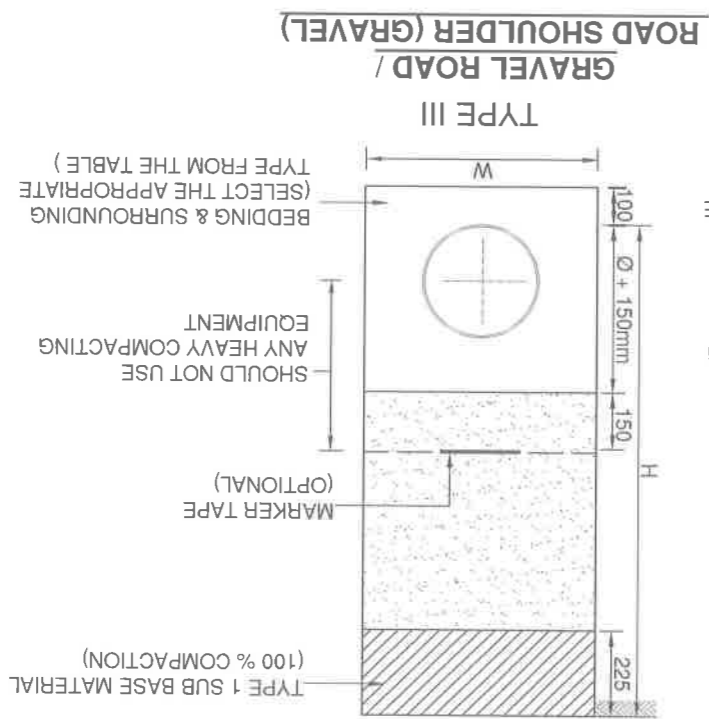 TYPE 1 SUB BASE MATERIAL
(100 % COMPACTION)
225
MARKER TAPE
(OPTIONAL)
H
150
SHOULD NOT USE
ANY HEAVY COMPACTING
EQUIPMENT
Ø + 150mm
BEDDING & SURROUNDING
(SELECT THE APPROPRIATE
TYPE FROM THE TABLE )
100
W
TYPE III
GRAVEL ROAD /
ROAD SHOULDER (GRAVEL)